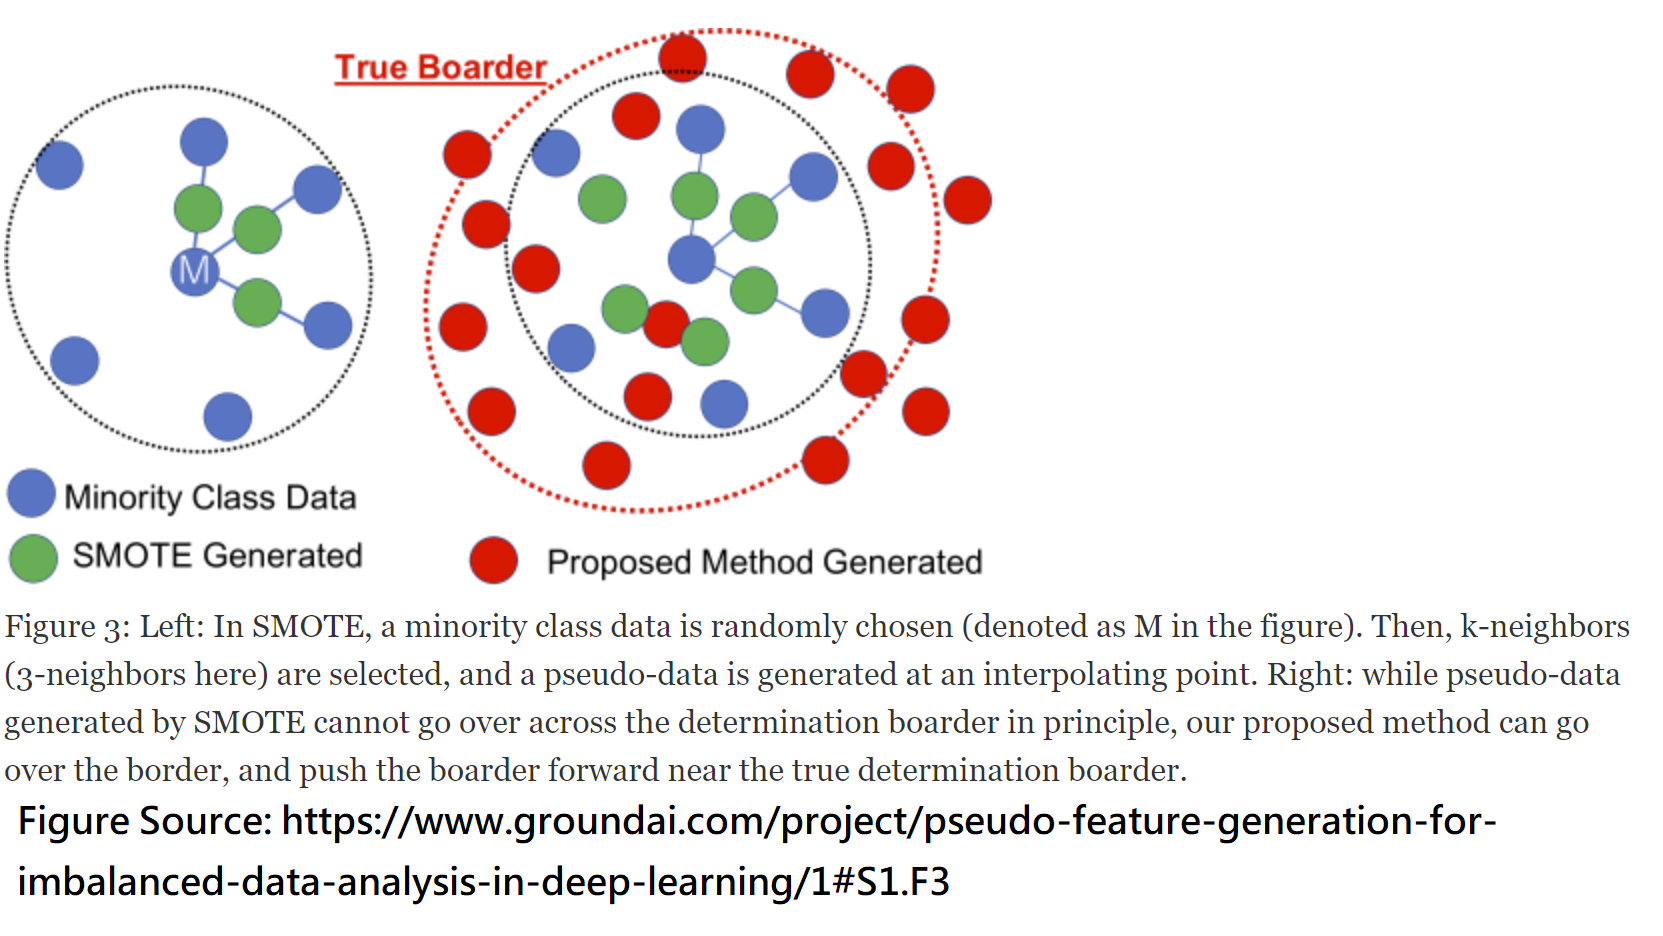 True Boarder
M
Minority Class Data
SMOTE Generated
Proposed Method Generated
Figure 3: Left: In SMOTE, a minority class data is randomly chosen (denoted as M in the figure). Then, k-neighbors
(3-neighbors here) are selected, and a pseudo-data is generated at an interpolating point. Right: while pseudo-data
generated by SMOTE cannot go over across the determination boarder in principle, our proposed method can go
over the border, and push the boarder forward near the true determination boarder.
Figure Source: https://www.groundai.com/project/pseudo-feature-generation-for-
imbalanced-data-analysis-in-deep-learning/1#S1.F3